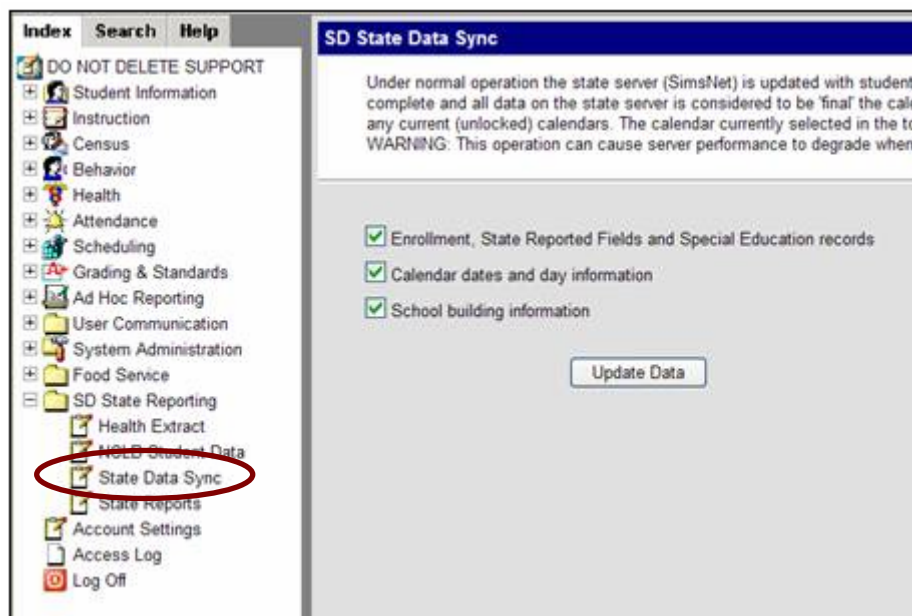 Index Search Help
DO NOT DELETE SUPPORT
Student Information
Instruction
Census
Behavior
Health
Attendance
Scheduling
Grading & Standards
Ad Hoc Reporting
User Communication
System Administration
Food Service
SD State Reporting
Health Extract
NCLB Student Data
State Data Sync
State Reports
Account Settings
Access Log
Log Off
SD State Data Sync
Under normal operation the state server (SimsNet) is updated with student
complete and all data on the state server is considered to be 'final' the cale
any current (unlocked) calendars. The calendar currently selected in the to
WARNING: This operation can cause server performance to degrade when
Enrollment, State Reported Fields and Special Education records
Calendar dates and day information
School building information
Update Data